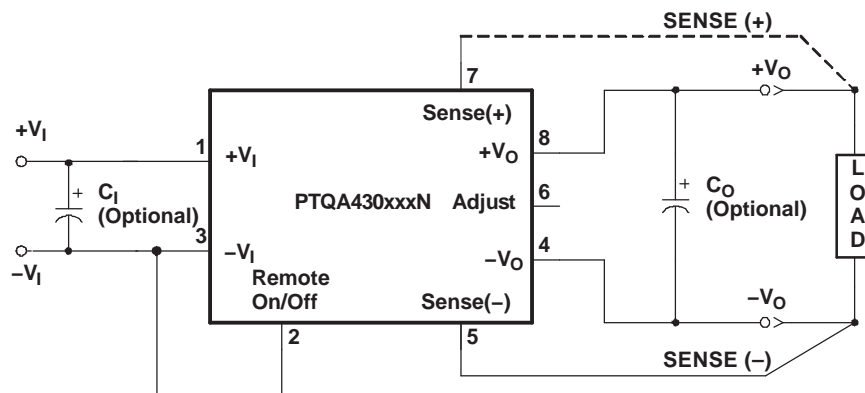 SENSE (+)
7
+VO
Sense(+)
8
+VI
1
+VI
+VO
CI
(Optional)
PTQA430xxxN
Adjust
6
CO
(Optional)
LOAD
3
4
–VI
–VI
–VO
Remote
On/Off
Sense(–)
–VO
2
5
SENSE (–)